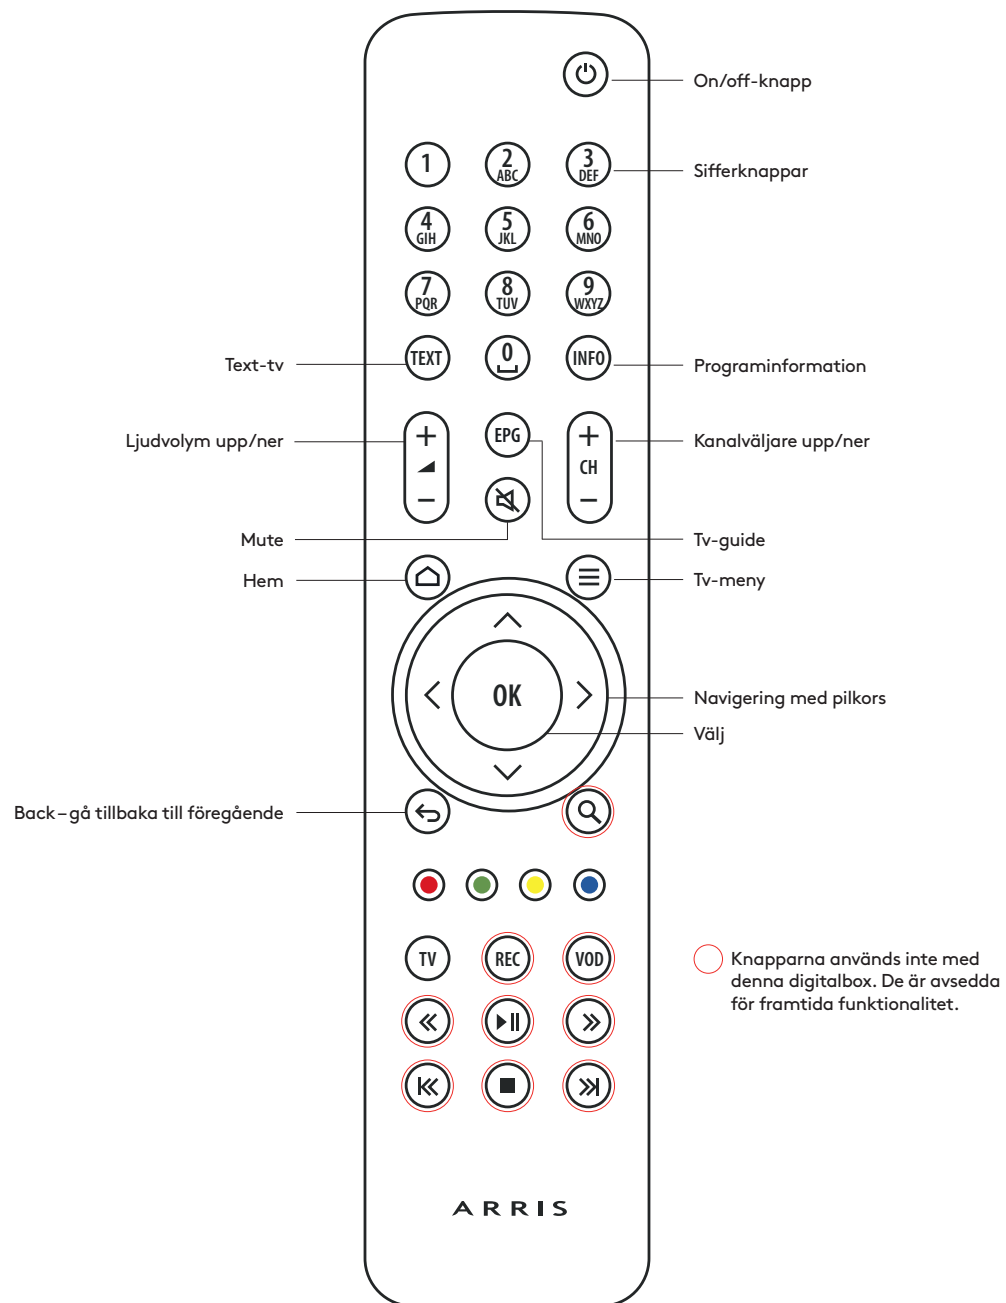 On/off-knapp
1
2
ABC
3
DEF
Sifferknappar
4
GIH
5
JKL
6
MNO
7
PQR
8
TUV
9
WXYZ
Text-tv
TEXT
0
INFO
Programinformation
Ljudvolym upp/ner
+
EPG
+
Kanalväljare upp/ner
CH
−
−
Mute
Tv-guide
Hem
Tv-meny
OK
Navigering med pilkors
Välj
Back – gå tillbaka till föregående
TV
REC
VOD
Knapparna används inte med
denna digitalbox. De är avsedda
för framtida funktionalitet.
ARRIS